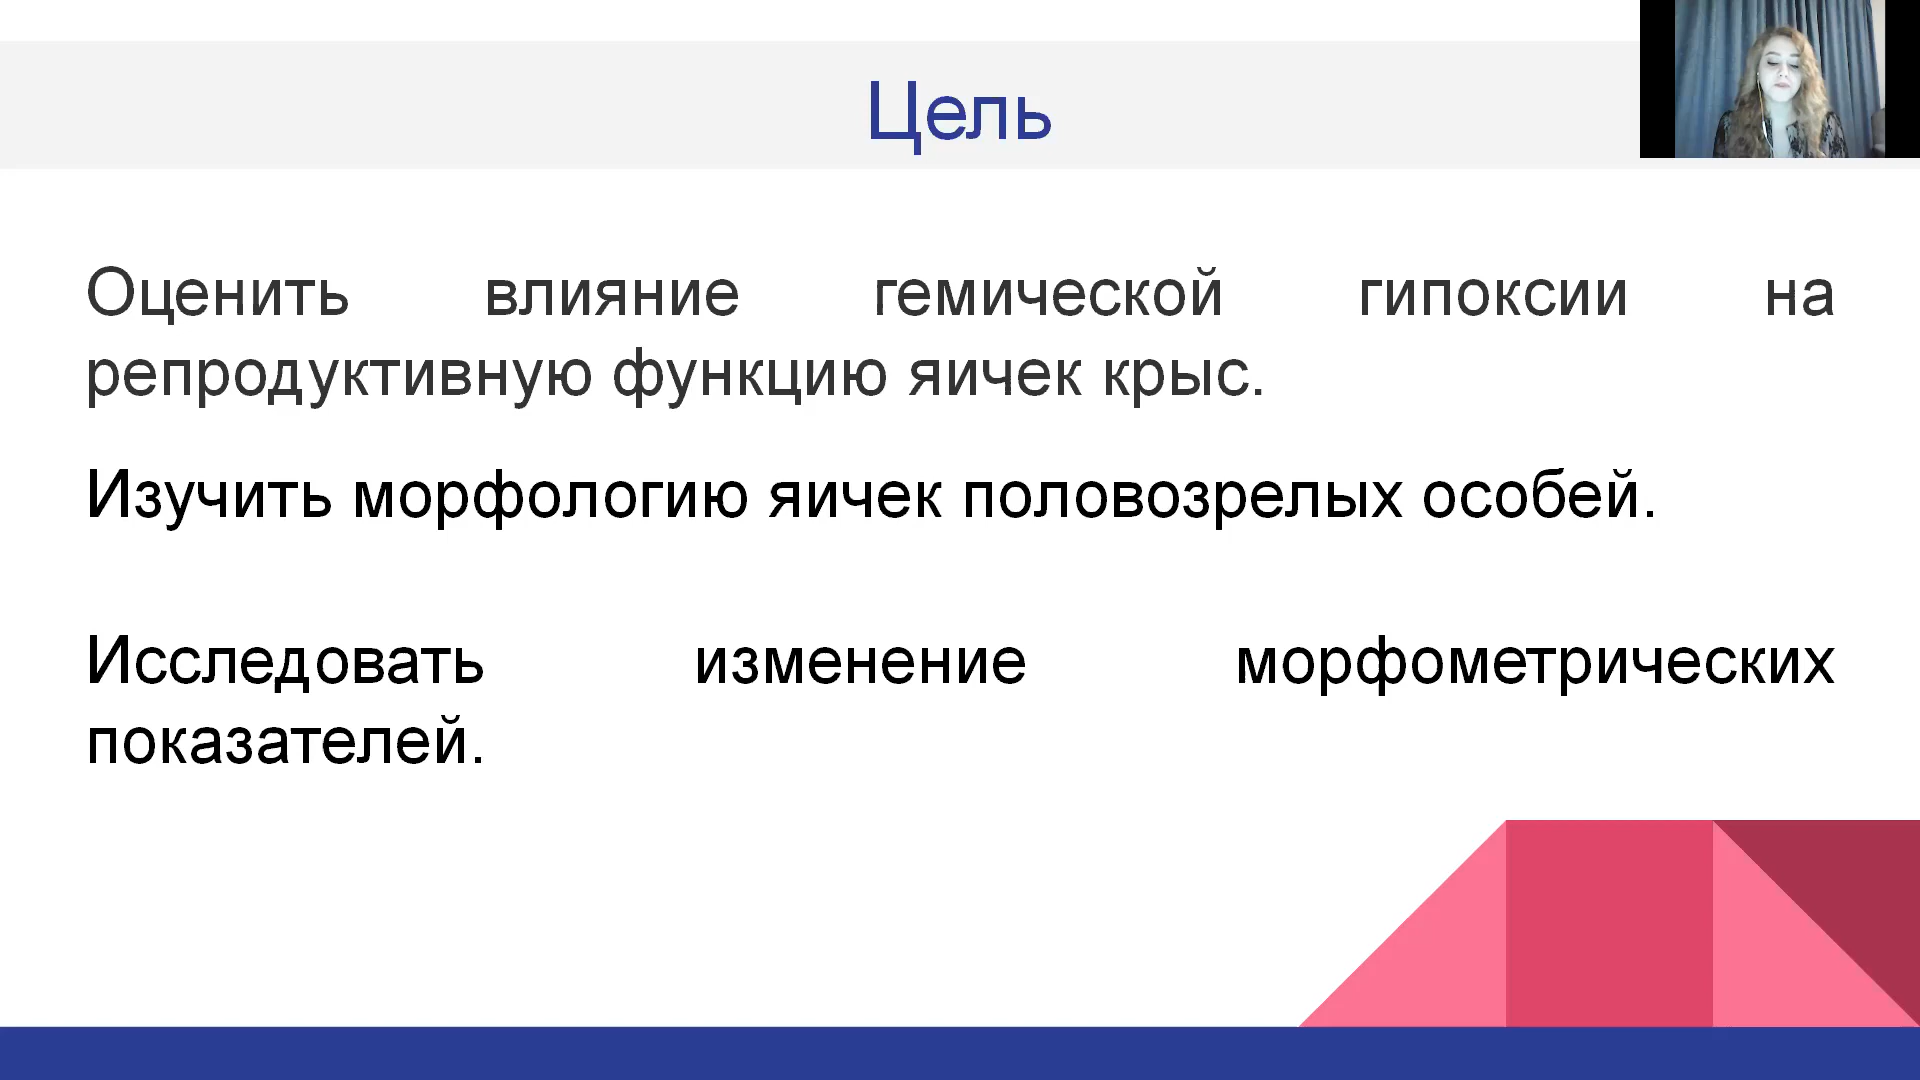 Цель
Оценить влияние гемической гипоксии на
репродуктивную функцию яичек крыс.
Изучить морфологию яичек половозрелых особей.
Исследовать изменение морфометрических
показателей.